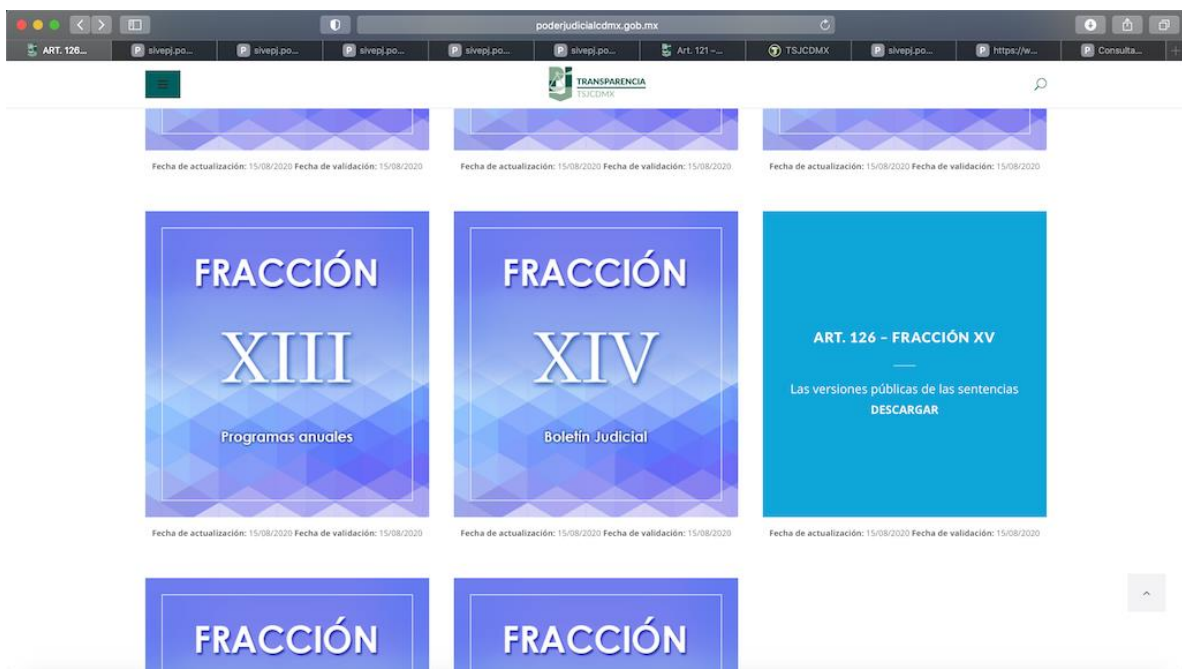 poderjudicialcdmx.gob.mx
ART. 126...
sivepj.po...
sivepj.po...
sivepj.po...
sivepj.po...
sivepj.po...
Art. 121 –...
TSJCDMX
sivepj.po...
https://w...
Consulta...
TRANSPARENCIA
TSJCDMX
Fecha de actualización: 15/08/2020 Fecha de validación: 15/08/2020
Fecha de actualización: 15/08/2020 Fecha de validación: 15/08/2020
Fecha de actualización: 15/08/2020 Fecha de validación: 15/08/2020
FRACCIÓN
XIII
Programas anuales
FRACCIÓN
XIV
Boletín Judicial
ART. 126 – FRACCIÓN XV
Las versiones públicas de las sentencias
DESCARGAR
Fecha de actualización: 15/08/2020 Fecha de validación: 15/08/2020
Fecha de actualización: 15/08/2020 Fecha de validación: 15/08/2020
Fecha de actualización: 15/08/2020 Fecha de validación: 15/08/2020
FRACCIÓN
FRACCIÓN